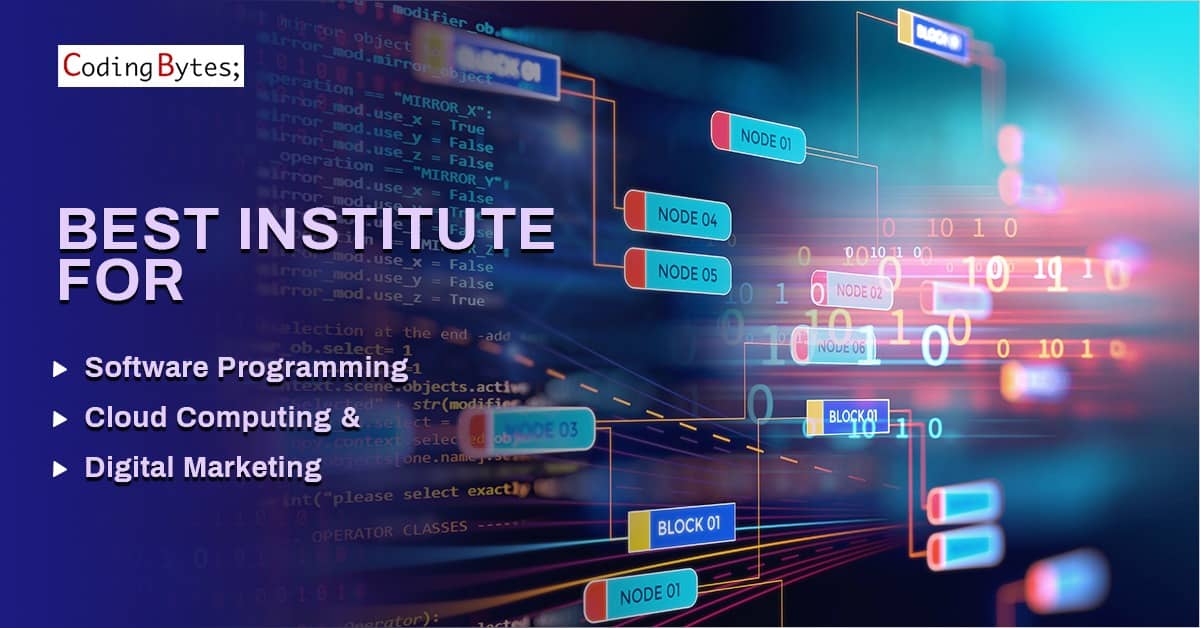 CodingBytes;
BEST INSTITUTE
FOR
Software Programming
Cloud Computing &
Digital Marketing
modifier_ob.
mirror object
mirror_mod.mirror_object
operation == "MIRROR_X":
mirror_mod.use_x = True
mirror_mod.use_y = False
mirror_mod.use_z = False
_operation == "MIRROR_Y";
mirror_mod.use_x = False
mirror_mod.use_x = False
mirror_mod.use_y = False
mirror_mod.use_z = True
selection at the end -add
_ob.select= 1
int("please select exactl
OPERATOR CLASSES ----
BLOCK 01
NODE 01
NODE 04
NODE 05
NODE 02
NODE 06
NODE 03
BLOCK 01
BLOCK 01
NODE 01